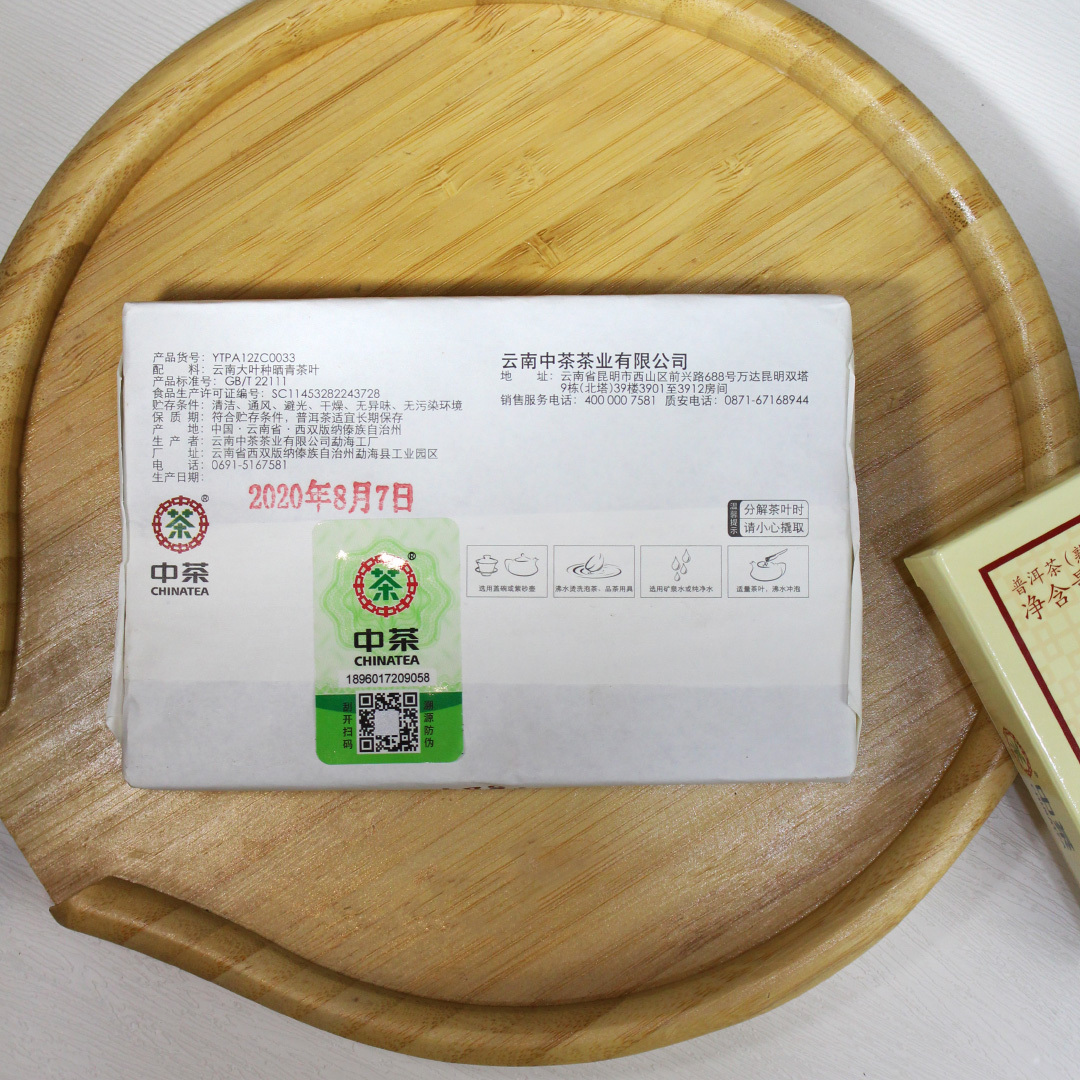 产品货号：YTPA12ZC0033
配　　料：云南大叶种晒青茶叶
产品标准号：GB/T 22111
食品生产许可证编号：SC11453282243728
贮存条件：清洁、通风、避光、干燥、无异味、无污染环境
保 质 期：符合贮存条件，普洱茶适宜长期保存
产　　地：中国·云南省·西双版纳傣族自治州
生 产 者：云南中茶茶业有限公司勐海工厂
厂　　址：云南省西双版纳傣族自治州勐海县工业园区
电　　话：0691-5167581
生产日期：
2020年8月7日
茶®
中茶
CHINATEA
云南中茶茶业有限公司
地　　址：云南省昆明市西山区前兴路688号万达昆明双塔
9栋(北塔)39楼3901至3912房间
销售服务电话：400 000 7581 质安电话：0871-67168944
温馨提示
分解茶叶时
请小心撬取
选用盖碗或紫砂壶
沸水烫洗泡茶、品茶用具
选用矿泉水或纯净水
适量茶叶，沸水冲泡
茶®
中茶
CHINATEA
1896017209058
刮开扫码
溯源防伪
普洱茶(熟
净含量
中茶